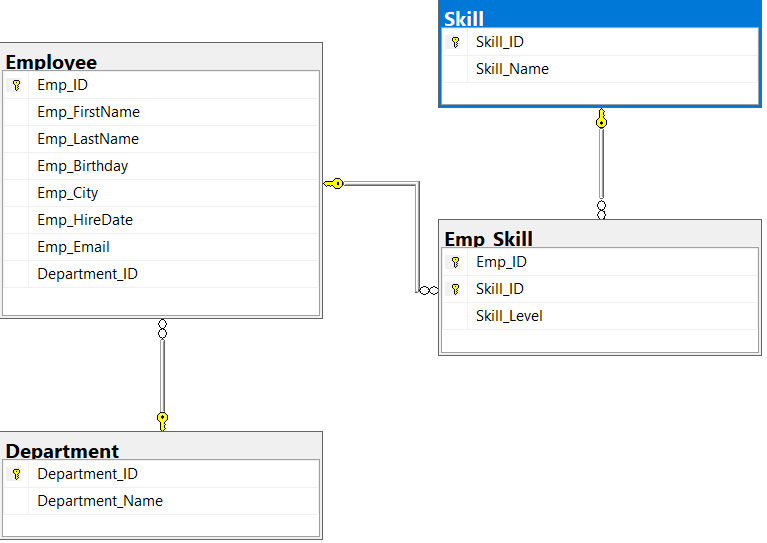 Employee
Emp_ID
Emp_FirstName
Emp_LastName
Emp_Birthday
Emp_City
Emp_HireDate
Emp_Email
Department_ID
Skill
Skill_ID
Skill_Name
Emp_Skill
Emp_ID
Skill_ID
Skill_Level
Department
Department_ID
Department_Name